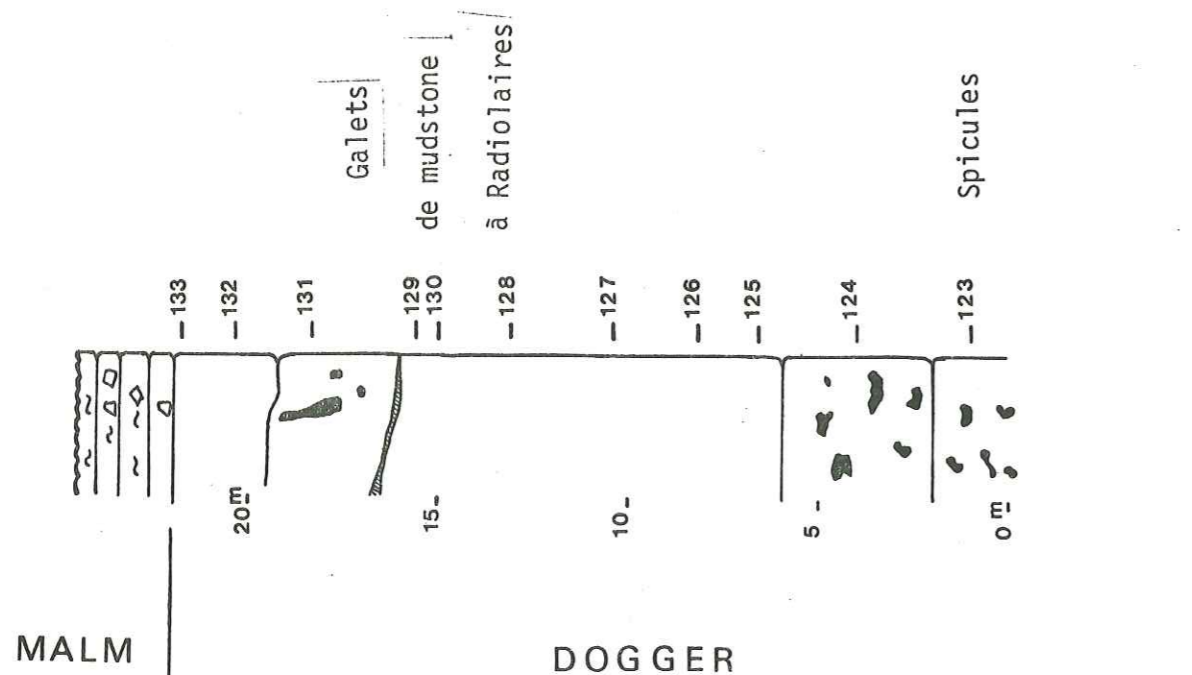 Galets
de mudstone
à Radiolaires
Spicules
133
132
131
129
130
128
127
126
125
124
123
20m
15
10
5
0m
MALM
DOGGER